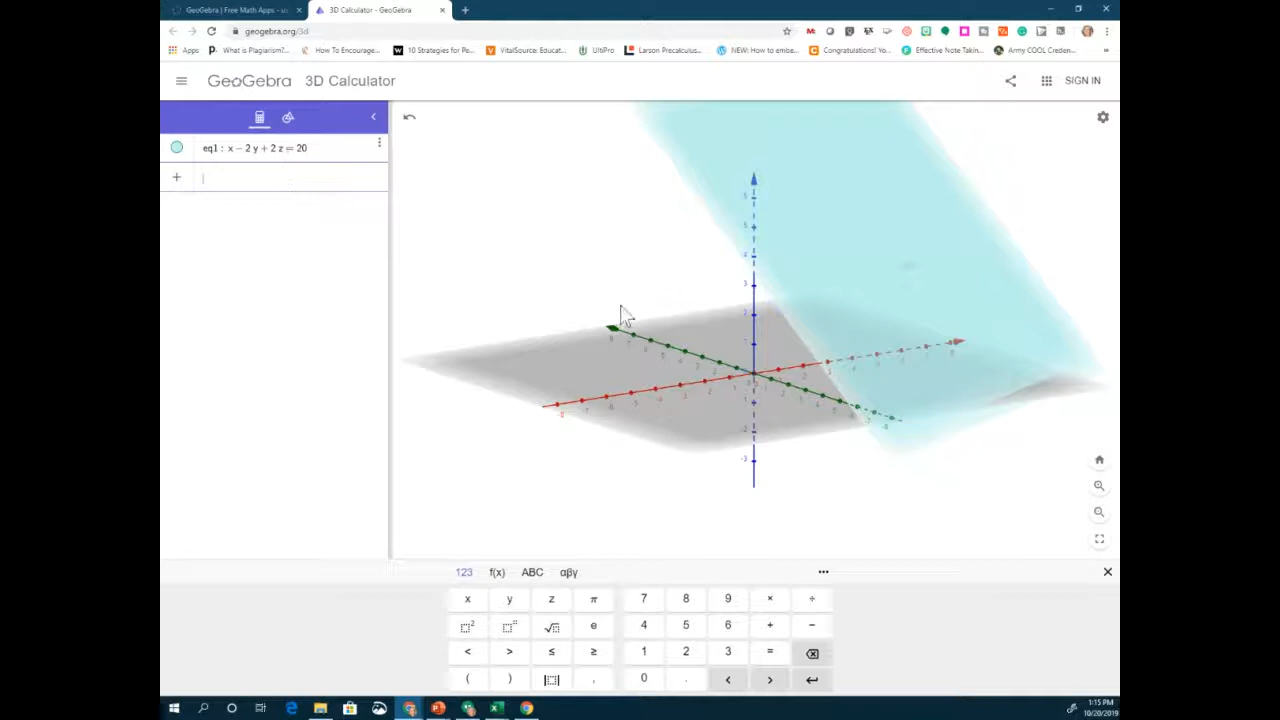 GeoGebra | Free Math Apps - us
3D Calculator - GeoGebra
geogebra.org/3d
Apps
What is Plagiarism?
How To Encourage...
10 Strategies for Pe...
VitalSource: Educat...
UltiPro
Larson Precalculus...
NEW: How to embe...
Congratulations! Yo...
Effective Note Takin...
Army COOL Creden...
GeoGebra 3D Calculator
SIGN IN
eq1 : x − 2 y + 2 z = 20
123 f(x) ABC αβγ
x y z π 7 8 9 × ÷
e 4 5 6 + −
< > ≤ ≥ 1 2 3 =
( ) , 0 . < >
1:15 PM
10/20/2019